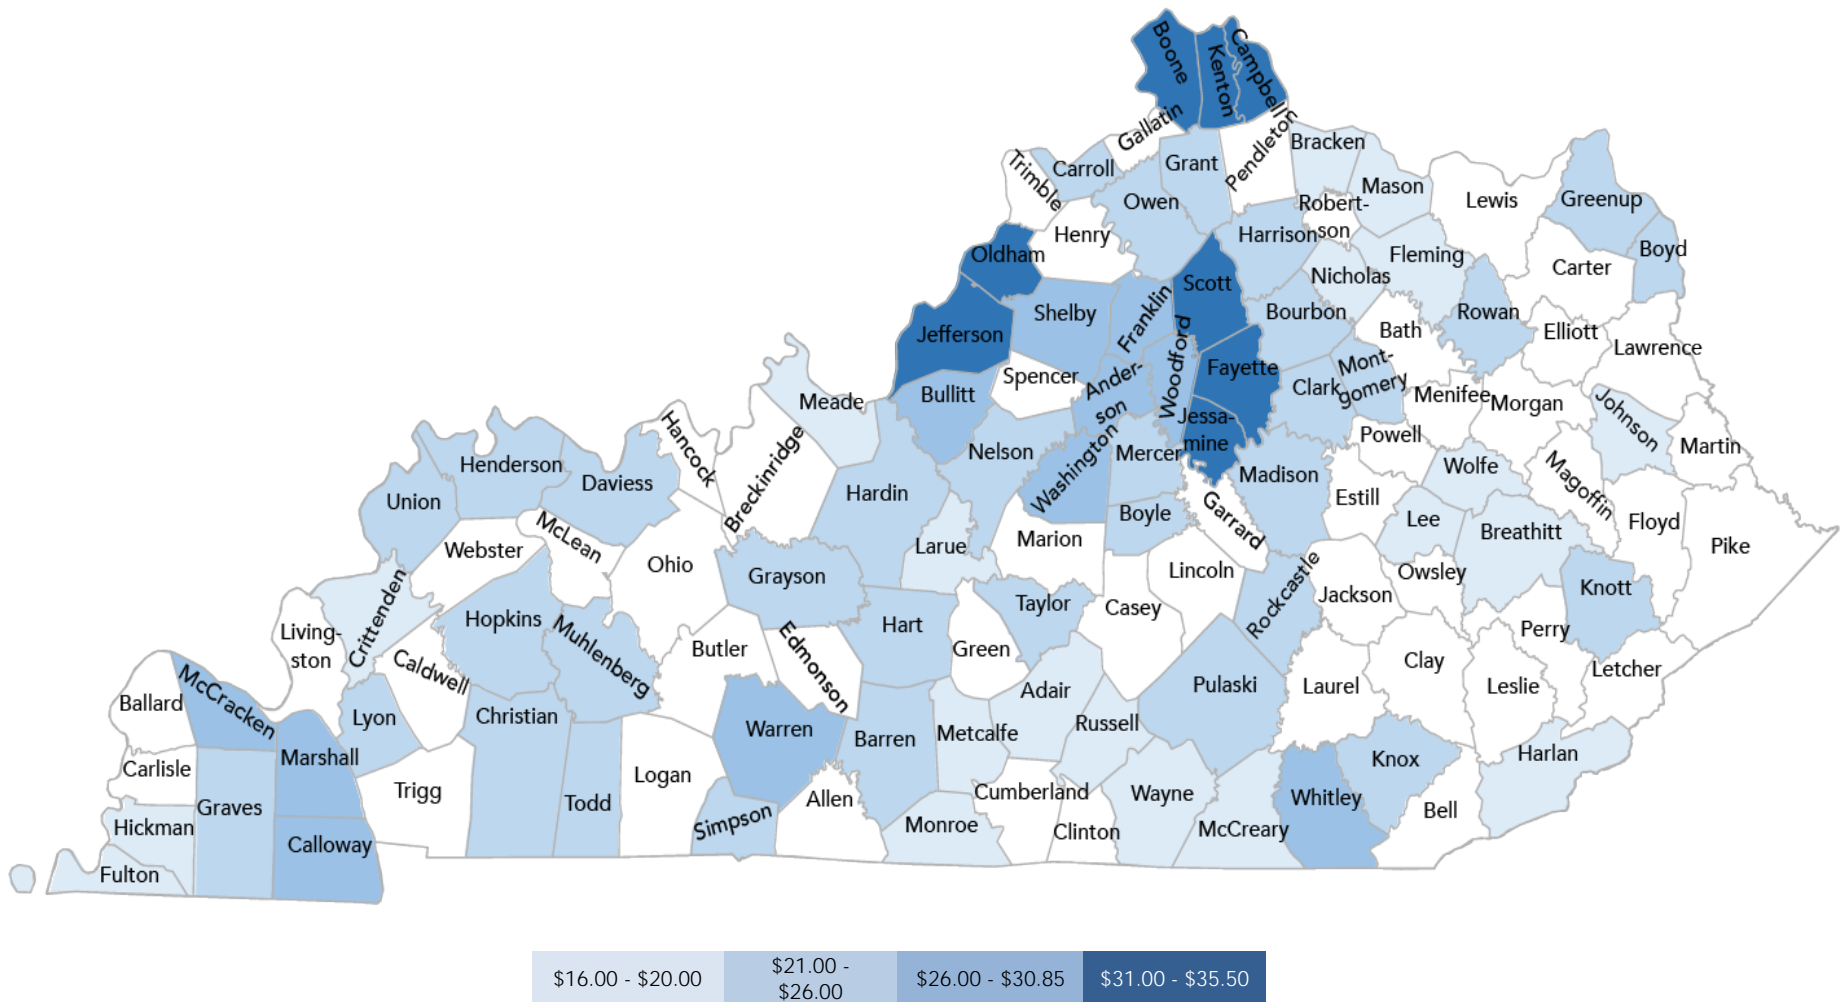 Boone
Kenton
Campbell
Gallatin
Pendleton
Bracken
Trimble
Carroll
Grant
Owen
Mason
Robert-
son
Lewis
Greenup
Henry
Harrison
Oldham
Boyd
Fleming
Carter
Nicholas
Scott
Shelby
Franklin
Bourbon
Rowan
Jefferson
Bath
Elliott
Lawrence
Woodford
Fayette
Spencer
Ander-
son
Clark
Mont-
gomery
Menifee
Morgan
Johnson
Meade
Bullitt
Jessa-
mine
Powell
Martin
Hancock
Breckinridge
Nelson
Washington
Mercer
Madison
Wolfe
Magoffin
Henderson
Daviess
Union
Hardin
Estill
Garrard
Boyle
Lee
Breathitt
Floyd
Pike
McLean
Webster
Ohio
Larue
Marion
Grayson
Lincoln
Owsley
Rockcastle
Jackson
Knott
Crittenden
Living-
ston
Hopkins
Muhlenberg
Hart
Taylor
Casey
Perry
Butler
Edmonson
Green
Clay
Letcher
Caldwell
Ballard
McCracken
Lyon
Christian
Adair
Pulaski
Laurel
Leslie
Warren
Barren
Metcalfe
Russell
Marshall
Carlisle
Trigg
Logan
Knox
Harlan
Graves
Todd
Simpson
Allen
Cumberland
Wayne
Whitley
Bell
Hickman
Calloway
Monroe
Clinton
McCreary
Fulton
$16.00 - $20.00
$21.00 -
$26.00
$26.00 - $30.85
$31.00 - $35.50